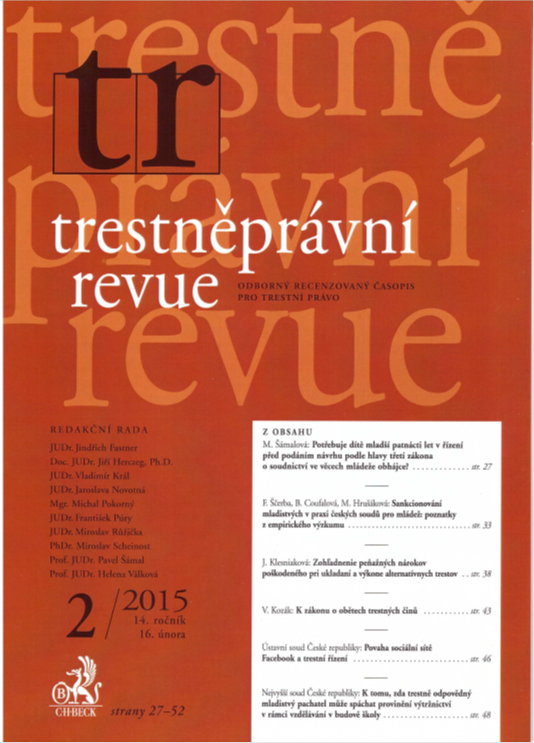 trestně
právní
revue
tr
trestněprávní
revue
ODBORNÝ RECENZOVANÝ ČASOPIS
PRO TRESTNÍ PRÁVO
REDAKČNÍ RADA
JUDr. Jindřich Fastner
Doc. JUDr. Jiří Herczeg, Ph.D.
JUDr. Vladimír Král
JUDr. Jaroslava Novotná
Mgr. Michal Pokorný
JUDr. František Púry
JUDr. Miroslav Růžička
PhDr. Miroslav Scheinost
Prof. JUDr. Pavel Šámal
Prof. JUDr. Helena Válková
2/2015
14. ročník
16. února
C·H·BECK
strany 27–52
Z OBSAHU
M. Šámalová: Potřebuje dítě mladší patnácti let v řízení
před podáním návrhu podle hlavy třetí zákona
o soudnictví ve věcech mládeže obhájce? . . . . . . . . . . . . . . str. 27
F. Ščerba, B. Coufalová, M. Hrušáková: Sankcionování
mladistvých v praxi českých soudů pro mládež: poznatky
z empirického výzkumu . . . . . . . . . . . . . . . . . . . . . . . . . . str. 33
J. Klesniaková: Zohľadnenie peňažných nárokov
poškodeného pri ukladaní a výkone alternatívnych trestov . . str. 38
V. Kozák: K zákonu o obětech trestných činů . . . . . . . . . . . str. 43
Ústavní soud České republiky: Povaha sociální sítě
Facebook a trestní řízení . . . . . . . . . . . . . . . . . . . . . . . . . str. 46
Nejvyšší soud České republiky: K tomu, zda trestně odpovědný
mladistvý pachatel může spáchat provinění výtržnictví
v rámci vzdělávání v budově školy . . . . . . . . . . . . . . . . . . str. 48